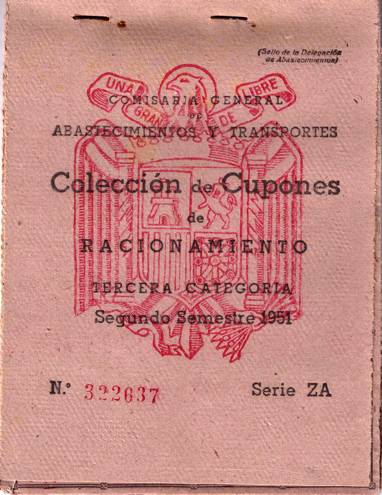 (Sello de la Delegación
de Abastecimientos)
UNA GRANDE LIBRE
COMISARIA GENERAL
DE
ABASTECIMIENTOS Y TRANSPORTES
Colección de Cupones
de
RACIONAMIENTO
TERCERA CATEGORIA
Segundo Semestre 1951
N.º 322637 Serie ZA